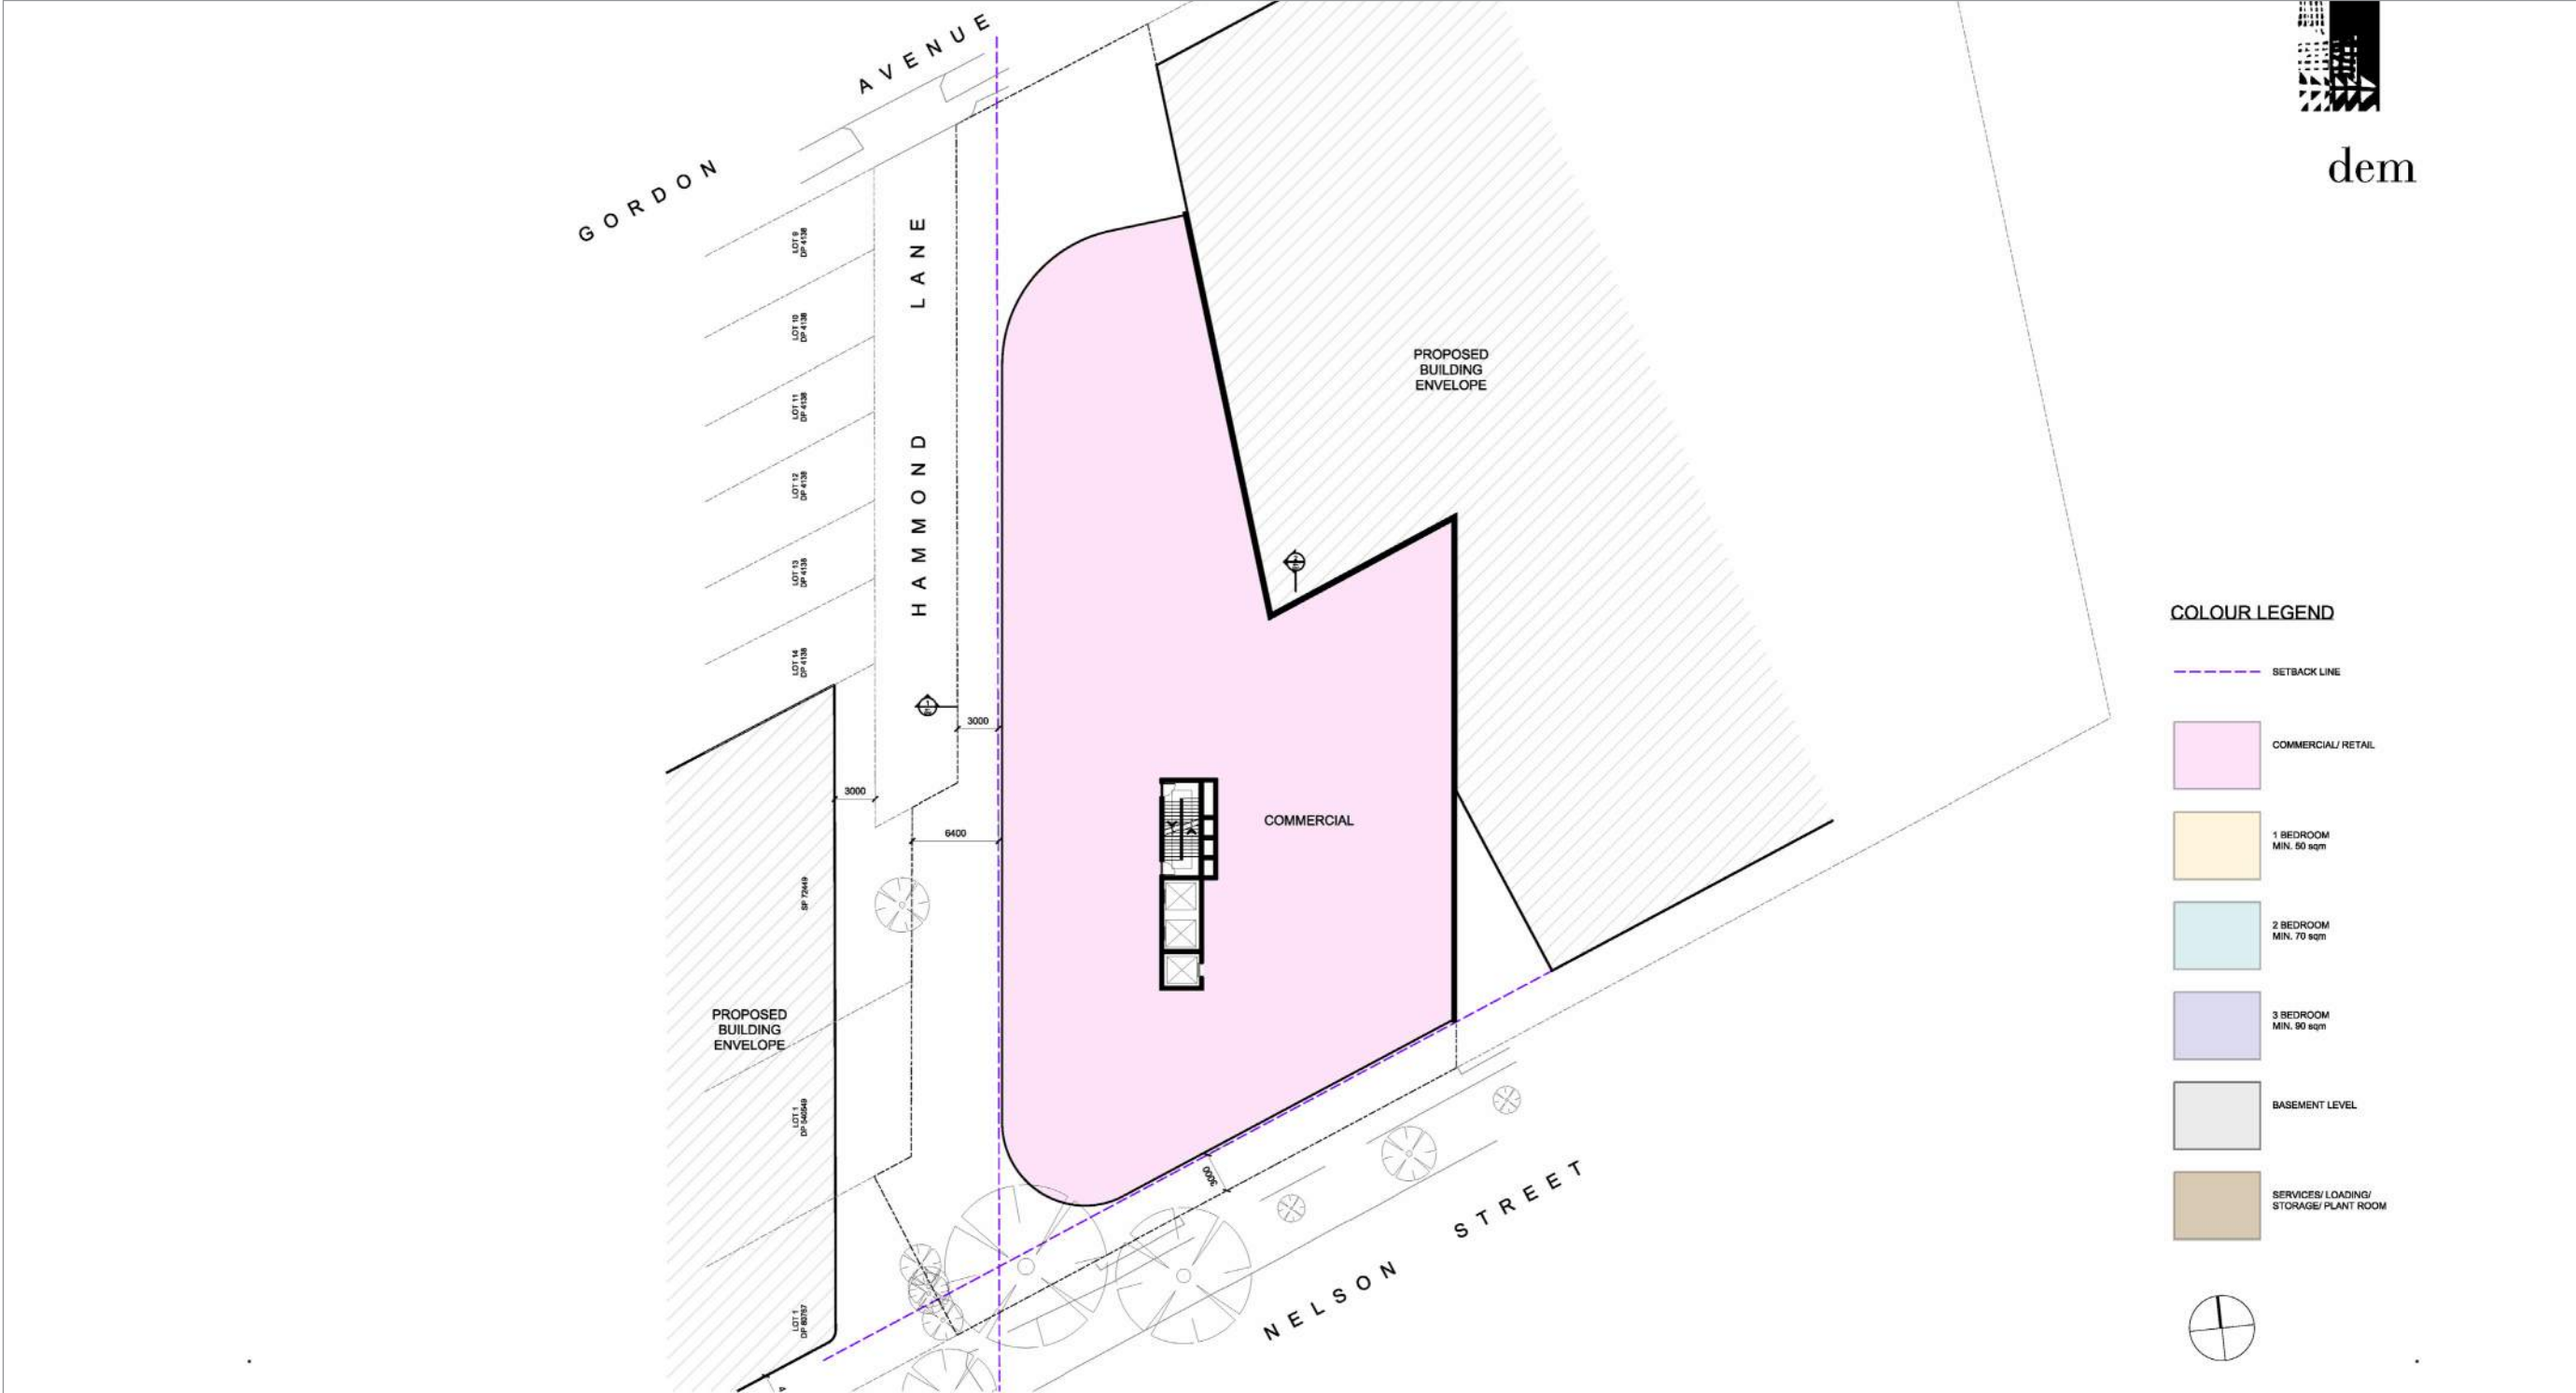 GORDON AVENUE
dem
HAMMOND LANE
LOT 9
DP 4138
LOT 10
DP 4138
LOT 11
DP 4138
LOT 12
DP 4138
LOT 13
DP 4138
LOT 14
DP 4138
PROPOSED
BUILDING
ENVELOPE
3000
3000
6400
COMMERCIAL
SP 72449
PROPOSED
BUILDING
ENVELOPE
LOT 1
DP 540549
LOT 1
3000
NELSON STREET
COLOUR LEGEND
SETBACK LINE
COMMERCIAL/ RETAIL
1 BEDROOM
MIN. 50 sqm
2 BEDROOM
MIN. 70 sqm
3 BEDROOM
MIN. 90 sqm
BASEMENT LEVEL
SERVICES/ LOADING/
STORAGE/ PLANT ROOM